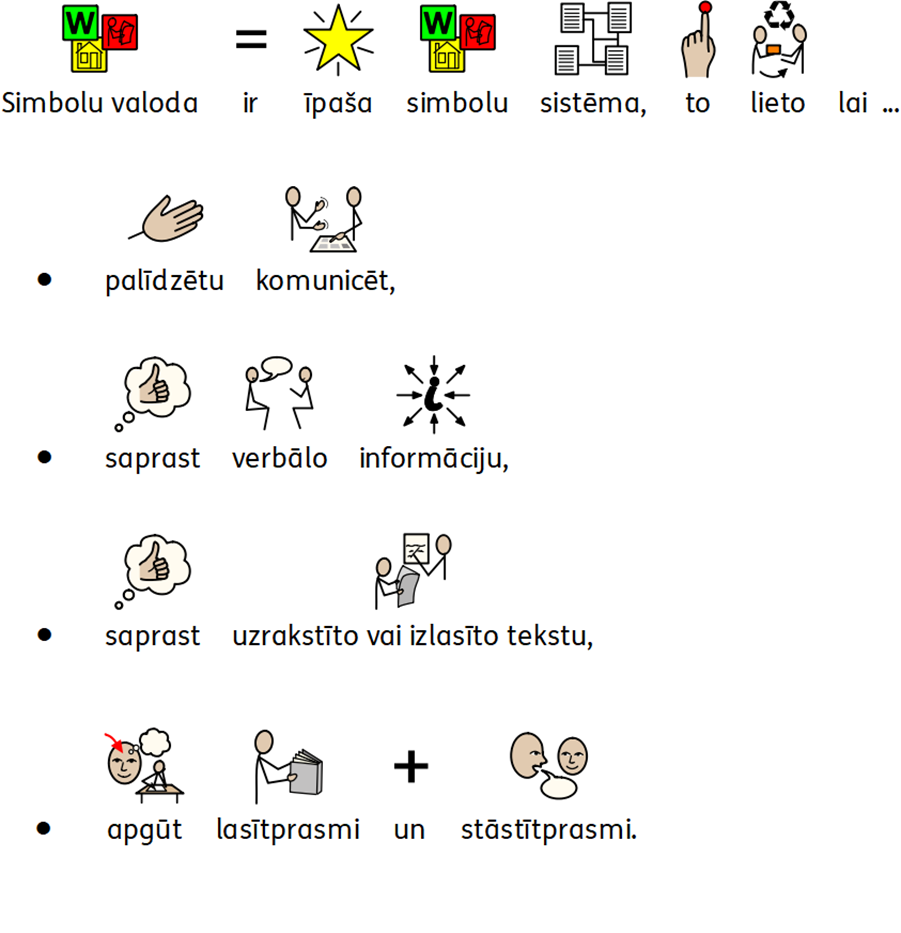 Simbolu valoda ir īpaša simbolu sistēma, to lieto lai ...
• palīdzētu komunicēt,
• saprast verbālo informāciju,
• saprast uzrakstīto vai izlasīto tekstu,
• apgūt lasītprasmi un stāstītprasmi.